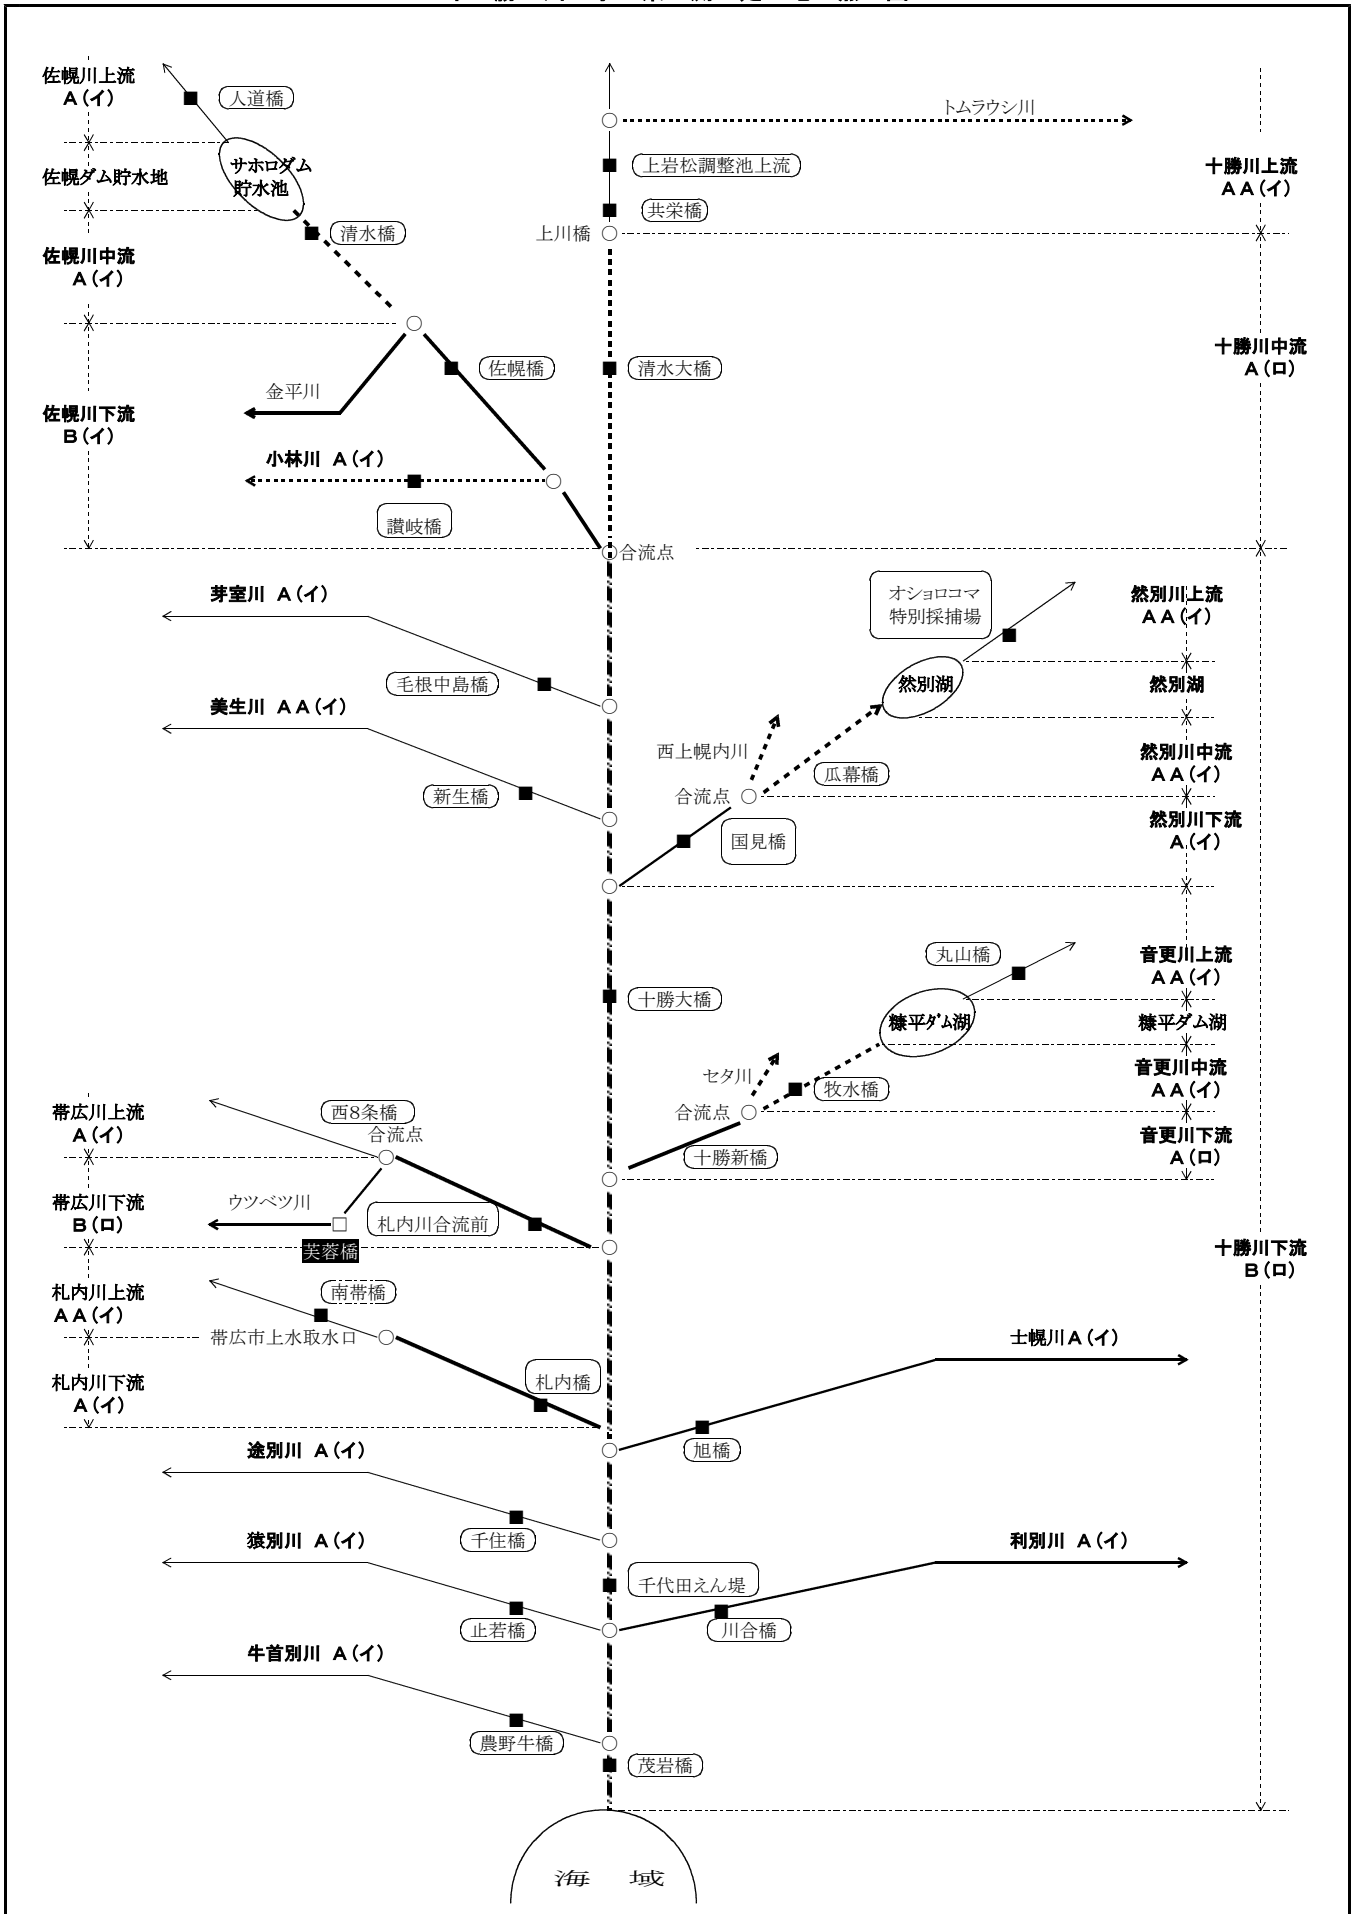 佐幌川上流
A(イ)
人道橋
トムラウシ川
サホロダム
貯水池
佐幌ダム貯水地
上岩松調整池上流
十勝川上流
AA(イ)
共栄橋
清水橋
上川橋
佐幌川中流
A(イ)
佐幌橋
清水大橋
十勝川中流
A(ロ)
金平川
佐幌川下流
B(イ)
小林川 A(イ)
讃岐橋
合流点
芽室川 A(イ)
オショロコマ
特別採捕場
然別川上流
AA(イ)
毛根中島橋
然別湖
然別湖
美生川 AA(イ)
西上幌内川
然別川中流
AA(イ)
瓜幕橋
新生橋
合流点
然別川下流
A(イ)
国見橋
丸山橋
音更川上流
AA(イ)
十勝大橋
糠平ダム湖
糠平ダム湖
セタ川
音更川中流
AA(イ)
牧水橋
帯広川上流
A(イ)
西8条橋
合流点
合流点
音更川下流
A(ロ)
十勝新橋
帯広川下流
B(ロ)
ウツベツ川
札内川合流前
芙蓉橋
十勝川下流
B(ロ)
札内川上流
AA(イ)
南帯橋
帯広市上水取水口
士幌川A(イ)
札内川下流
A(イ)
札内橋
途別川 A(イ)
旭橋
千住橋
猿別川 A(イ)
利別川 A(イ)
千代田えん堤
止若橋
川合橋
牛首別川 A(イ)
農野牛橋
茂岩橋
海 域